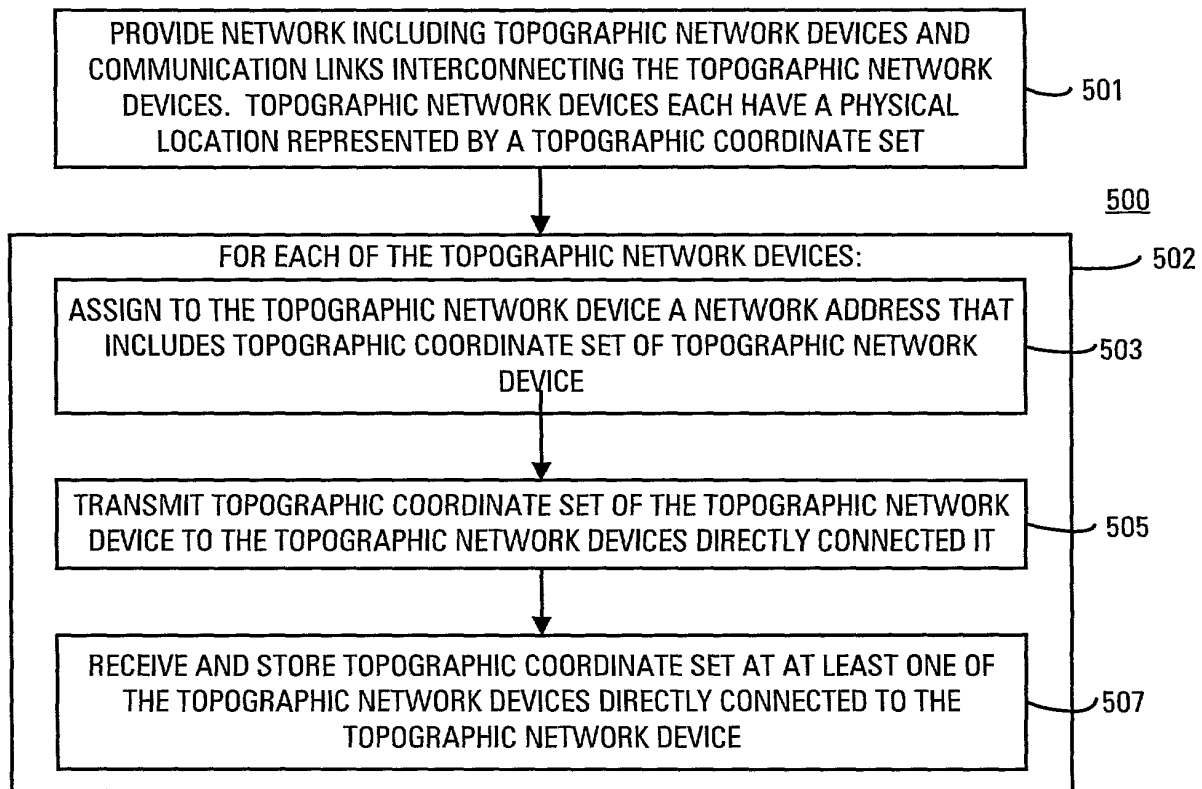 PROVIDE NETWORK INCLUDING TOPOGRAPHIC NETWORK DEVICES AND
COMMUNICATION LINKS INTERCONNECTING THE TOPOGRAPHIC NETWORK
DEVICES. TOPOGRAPHIC NETWORK DEVICES EACH HAVE A PHYSICAL
LOCATION REPRESENTED BY A TOPOGRAPHIC COORDINATE SET
501
500
FOR EACH OF THE TOPOGRAPHIC NETWORK DEVICES:
502
ASSIGN TO THE TOPOGRAPHIC NETWORK DEVICE A NETWORK ADDRESS THAT
INCLUDES TOPOGRAPHIC COORDINATE SET OF TOPOGRAPHIC NETWORK
DEVICE
503
TRANSMIT TOPOGRAPHIC COORDINATE SET OF THE TOPOGRAPHIC NETWORK
DEVICE TO THE TOPOGRAPHIC NETWORK DEVICES DIRECTLY CONNECTED IT
505
RECEIVE AND STORE TOPOGRAPHIC COORDINATE SET AT AT LEAST ONE OF
THE TOPOGRAPHIC NETWORK DEVICES DIRECTLY CONNECTED TO THE
TOPOGRAPHIC NETWORK DEVICE
507